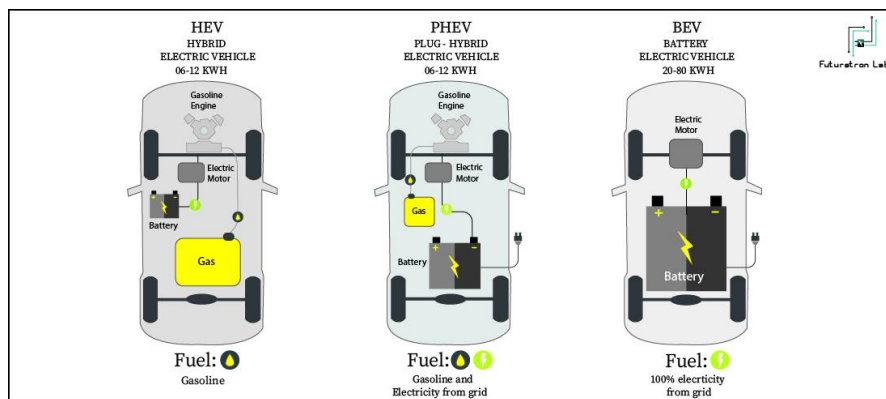 HEV
HYBRID
ELECTRIC VEHICLE
06-12 KWH
Gasoline
Engine
Electric
Motor
+ −
Battery
Gas
Fuel:
Gasoline
PHEV
PLUG - HYBRID
ELECTRIC VEHICLE
06-12 KWH
Gasoline
Engine
Electric
Motor
Gas
+ −
Battery
Fuel:
Gasoline and
Electricity from grid
BEV
BATTERY
ELECTRIC VEHICLE
20-80 KWH
Electric
Motor
+ −
Battery
Fuel:
100% elecrticity
from grid
Futuretron Lab